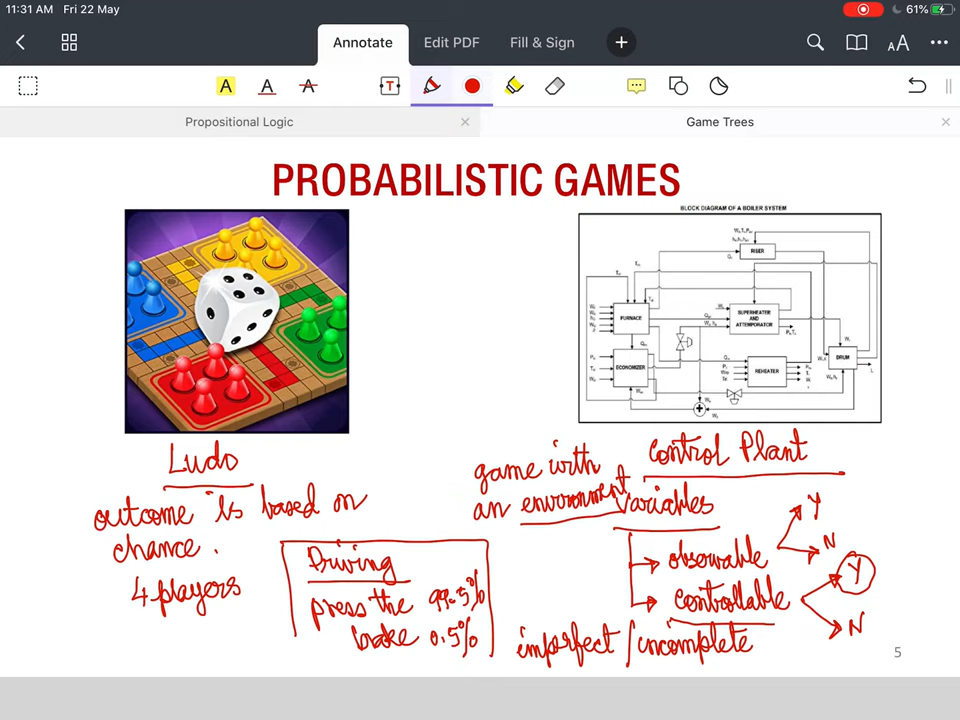 11:31 AM Fri 22 May
61%
Annotate
Edit PDF
Fill & Sign
Propositional Logic
Game Trees
PROBABILISTIC GAMES
BLOCK DIAGRAM OF A BOILER SYSTEM
RISER
FURNACE
SUPERHEATER AND ATTEMPORATOR
ECONOMIZER
REHEATER
DRUM
Ludo
outcome is based on
chance.
4 players
Driving
press the 99.5%
brake 0.5%
Control Plant
game with
an environment
variables
observable
Y
N
controllable
Y
N
imperfect / incomplete
5